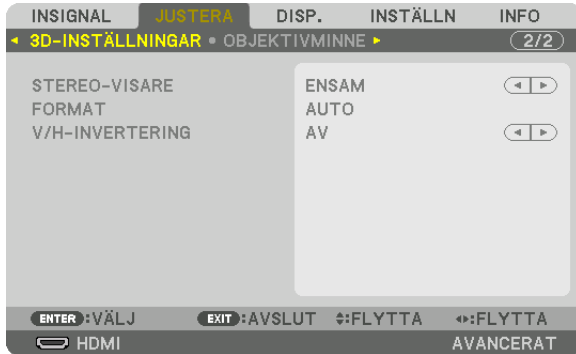 INSIGNAL JUSTERA DISP. INSTÄLLN INFO
◂ 3D-INSTÄLLNINGAR • OBJEKTIVMINNE ▸ 2/2
STEREO-VISARE ENSAM
FORMAT AUTO
V/H-INVERTERING AV
ENTER :VÄLJ EXIT :AVSLUT :FLYTTA :FLYTTA
HDMI AVANCERAT